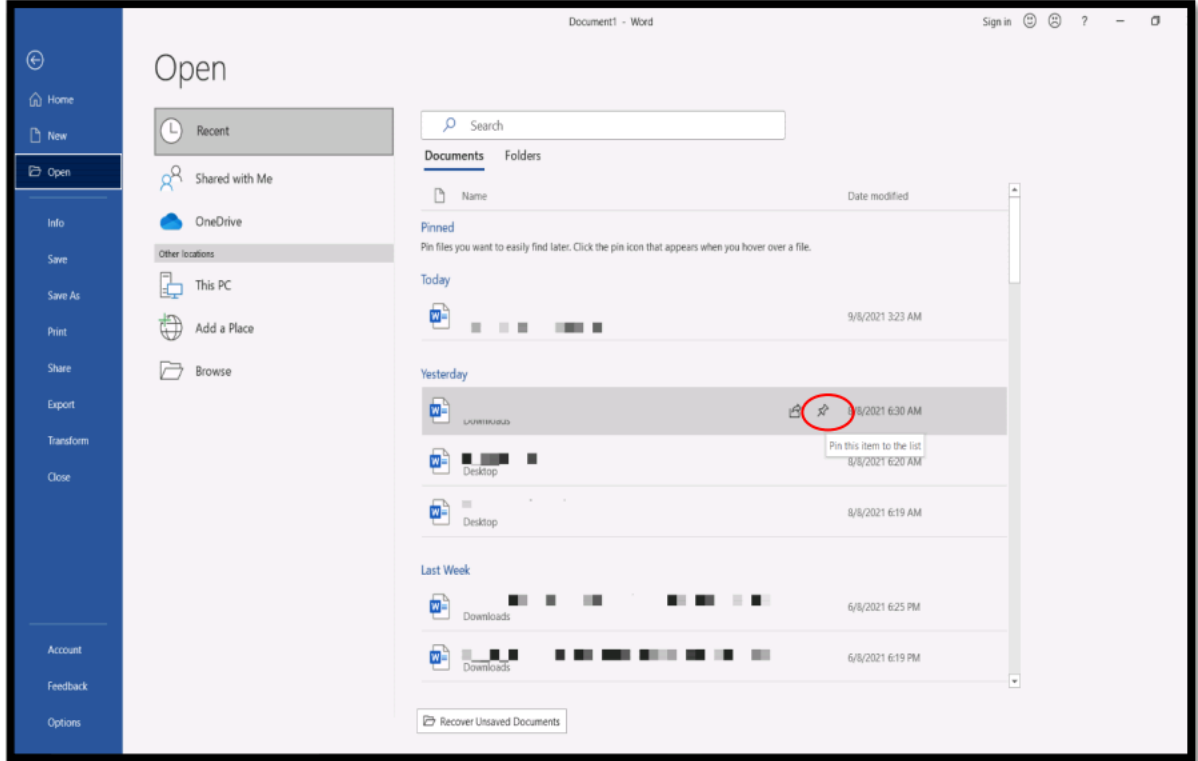 Document1 - Word
Sign in ?
Open
Home
New
Open
Info
Save
Save As
Print
Share
Export
Transform
Close
Account
Feedback
Options
Recent
Shared with Me
OneDrive
Other locations
This PC
Add a Place
Browse
Search
Documents Folders
Name Date modified
Pinned
Pin files you want to easily find later. Click the pin icon that appears when you hover over a file.
Today
9/8/2021 3:23 AM
Yesterday
Downloads 8/8/2021 6:30 AM
Pin this item to the list
8/8/2021 6:20 AM
Desktop
8/8/2021 6:19 AM
Desktop
Last Week
6/8/2021 6:25 PM
Downloads
6/8/2021 6:19 PM
Downloads
Recover Unsaved Documents